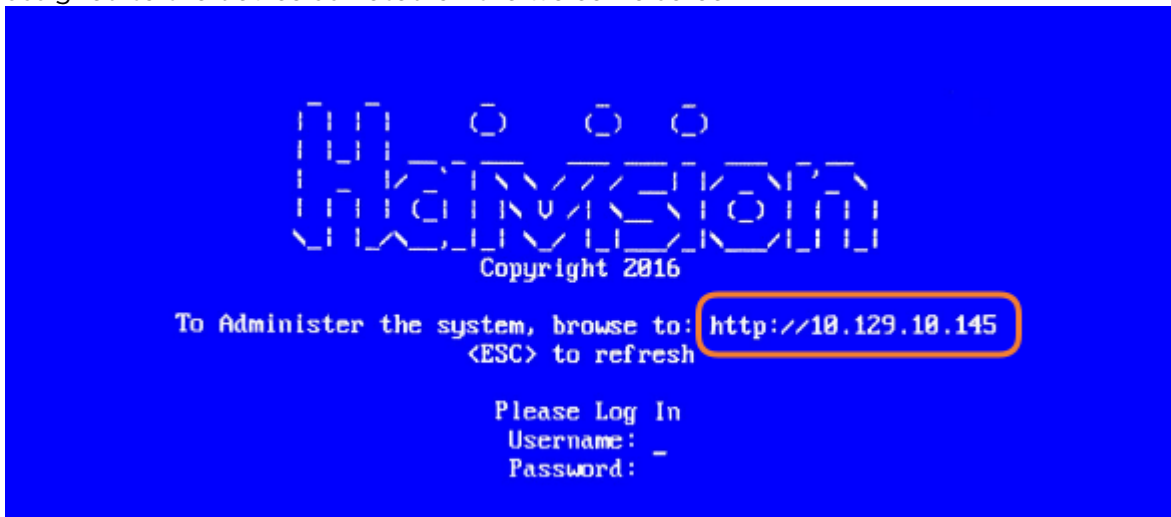 Haivision
Copyright 2016
To Administer the system, browse to: http://10.129.10.145
<ESC> to refresh
Please Log In
Username: _
Password: